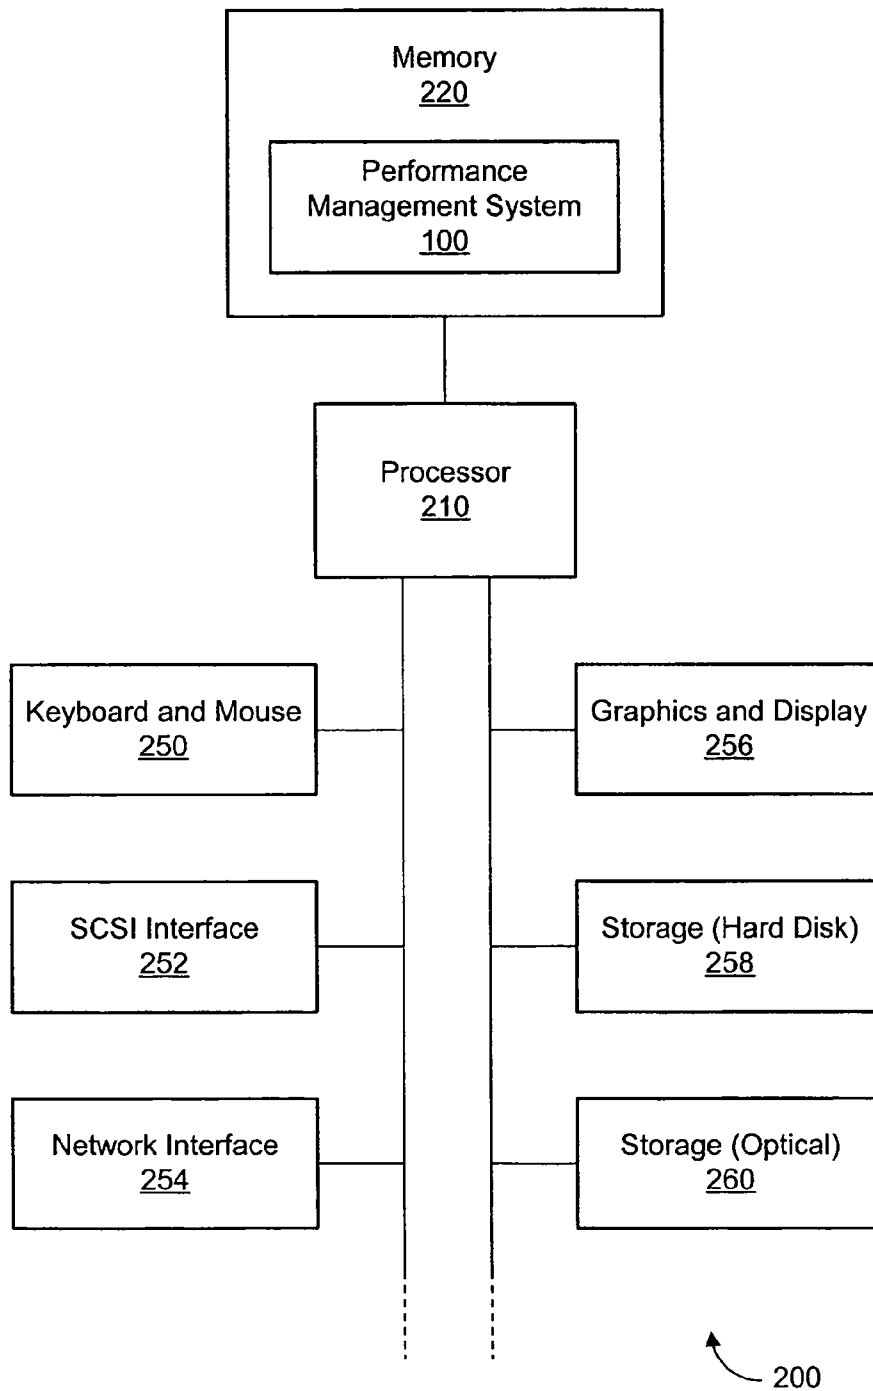 Memory
220
Performance
Management System
100
Processor
210
Keyboard and Mouse
250
Graphics and Display
256
SCSI Interface
252
Storage (Hard Disk)
258
Network Interface
254
Storage (Optical)
260
200